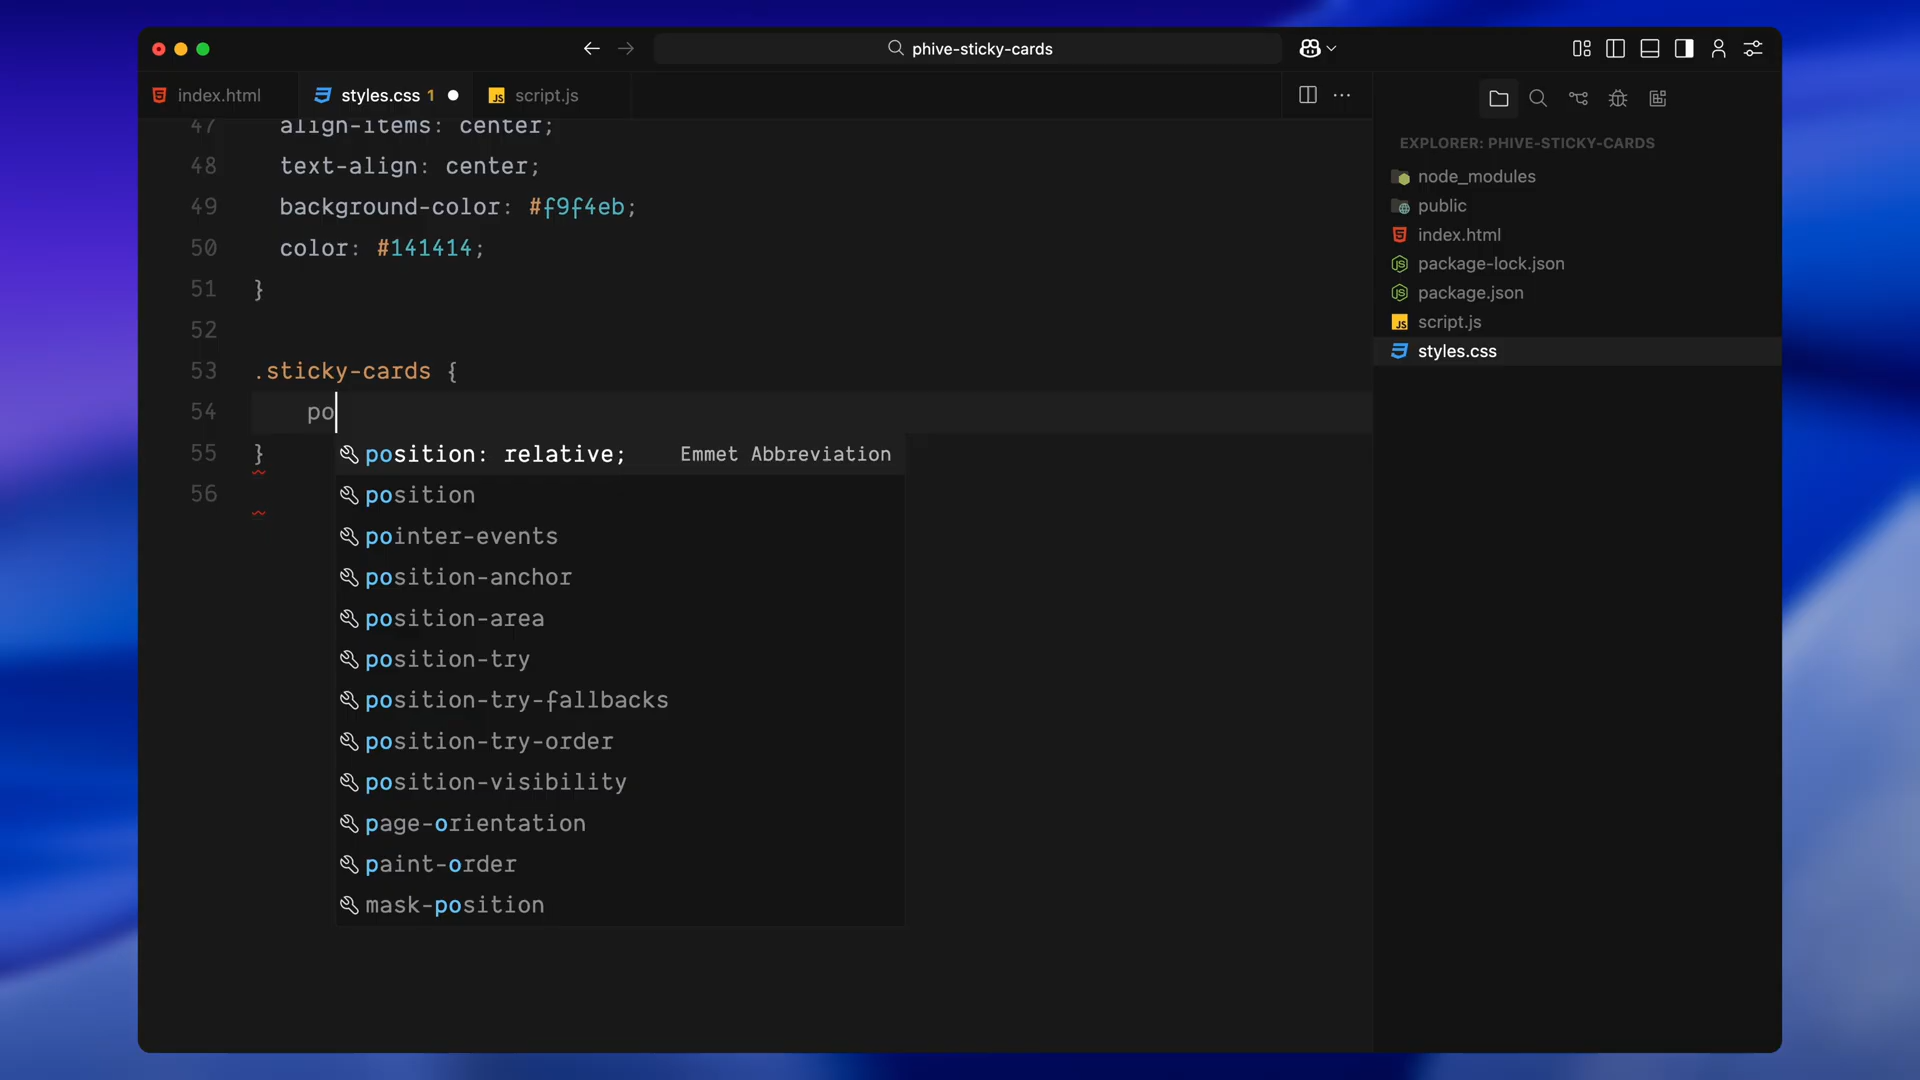 phive-sticky-cards
index.html
styles.css 1
script.js
EXPLORER: PHIVE-STICKY-CARDS
node_modules
public
index.html
package-lock.json
package.json
script.js
styles.css
47 align-items: center;
48 text-align: center;
49 background-color: #f9f4eb;
50 color: #141414;
51 }
52
53 .sticky-cards {
54 po
55 }
56
position: relative; Emmet Abbreviation
position
pointer-events
position-anchor
position-area
position-try
position-try-fallbacks
position-try-order
position-visibility
page-orientation
paint-order
mask-position